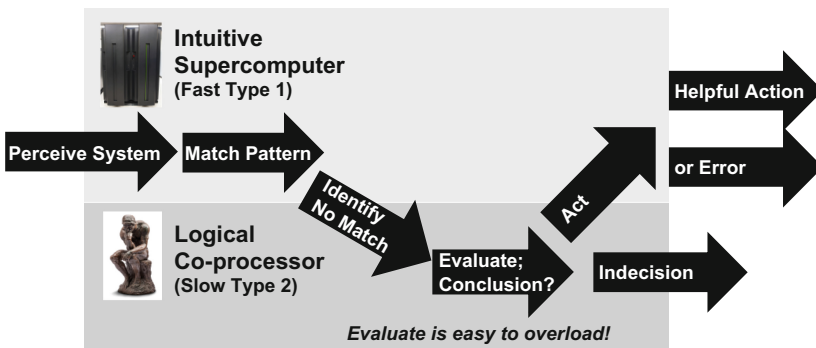 Intuitive
Supercomputer
(Fast Type 1)
Perceive System
Match Pattern
Identify
No Match
Logical
Co-processor
(Slow Type 2)
Evaluate;
Conclusion?
Act
Helpful Action
or Error
Indecision
Evaluate is easy to overload!